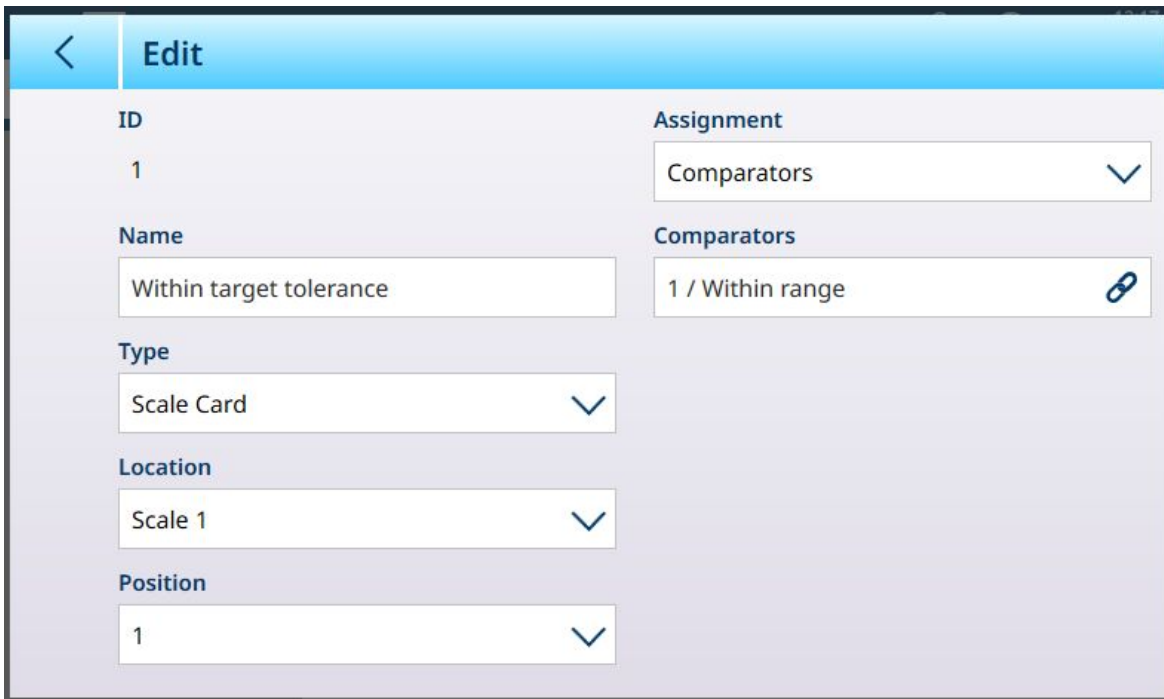 Edit
ID
1
Name
Within target tolerance
Type
Scale Card
Location
Scale 1
Position
1
Assignment
Comparators
Comparators
1 / Within range